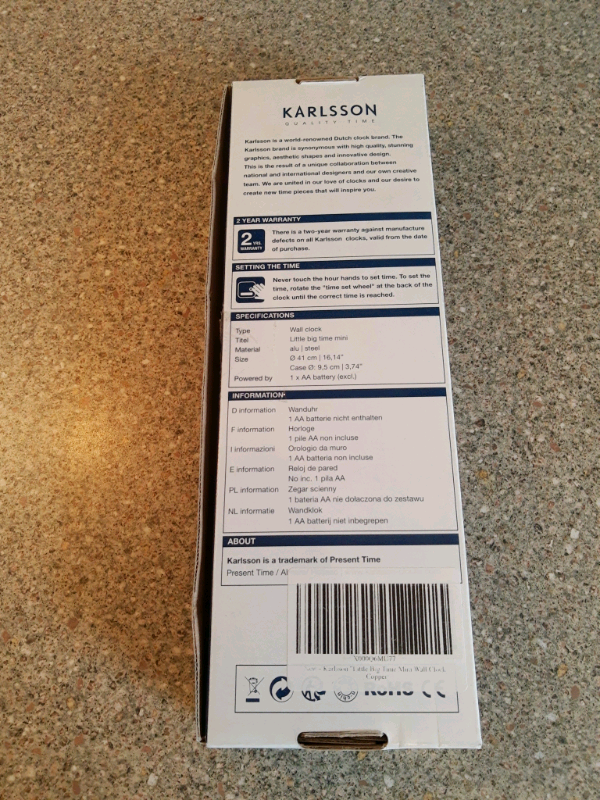 KARLSSON
QUALITY TIME
Karlsson is a world-renowned Dutch clock brand. The
Karlsson brand is synonymous with high quality, stunning
graphics, aesthetic shapes and innovative design.
This is the result of a unique collaboration between
national and international designers and our own creative
team. We are united in our love of clocks and our desire to
create new time pieces that will inspire you.
2 YEAR WARRANTY
2 YRS.
WARRANTY
There is a two-year warranty against manufacture
defects on all Karlsson clocks, valid from the date
of purchase.
SETTING THE TIME
Never touch the hour hands to set time. To set the
time, rotate the "time set wheel" at the back of the
clock until the correct time is reached.
SPECIFICATIONS
Type Wall clock
Titel Little big time mini
Material alu | steel
Size Ø 41 cm | 16,14"
Case Ø: 9,5 cm | 3,74"
Powered by 1 x AA battery (excl.)
INFORMATION
D information Wanduhr
1 AA batterie nicht enthalten
F information Horloge
1 pile AA non incluse
I informazioni Orologio da muro
1 AA batteria non incluso
E information Reloj de pared
No inc. 1 pila AA
PL information Zegar scienny
1 bateria AA nie dołaczona do zestawu
NL informatie Wandklok
1 AA batterij niet inbegrepen
ABOUT
Karlsson is a trademark of Present Time
Present Time / Al
Karlsson Little Big Time Mini Wall Clock
Copper
RoHS CE